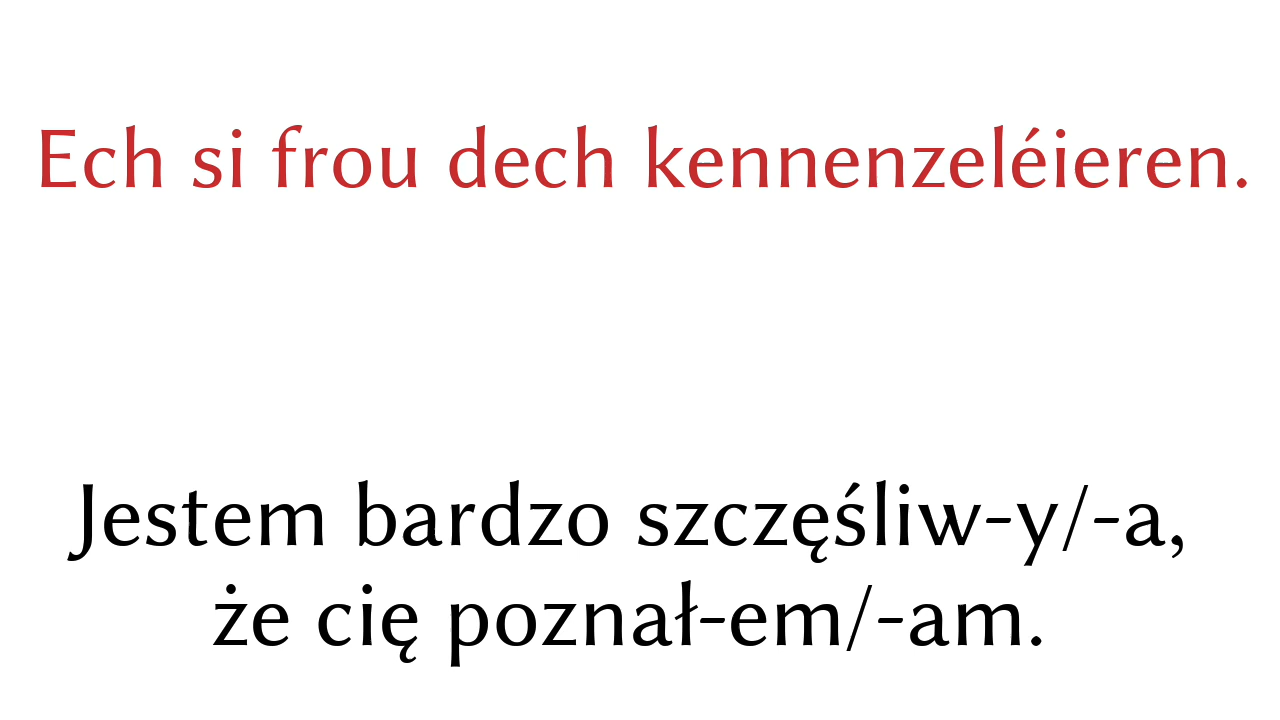 Ech si frou dech kennenzeléieren.
Jestem bardzo szczęśliw-y/-a,
że cię poznał-em/-am.